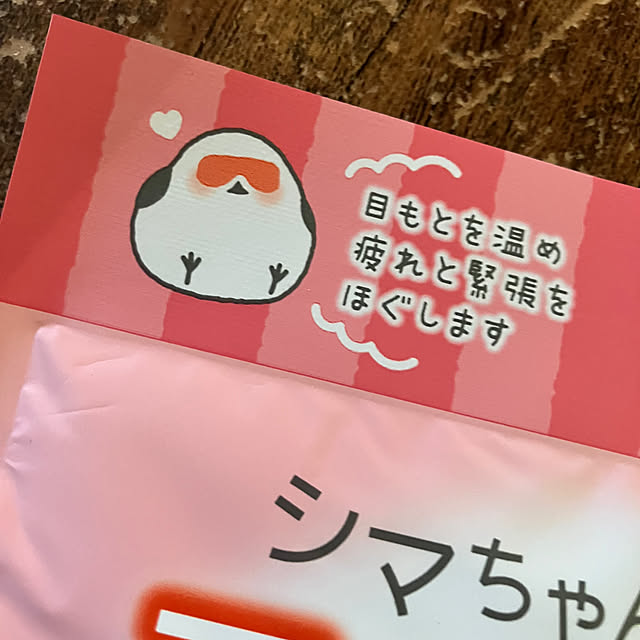 目もとを温め
疲れと緊張を
ほぐします
シマちゃん